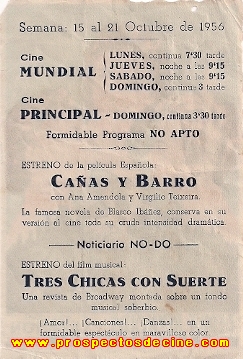 Semana: 15 al 21 Octubre de 1956
Cine
MUNDIAL
LUNES, continua 7'30 tarde
JUEVES, noche a las 9'15
SABADO, noche a las 9'15
DOMINGO, continua 3 tarde
Cine
PRINCIPAL - DOMINGO, continua 3'30 tarde
Formidable Programa NO APTO
ESTRENO de la película Española:
CAÑAS Y BARRO
con Ana Amendola y Virgilio Teixeira.
La famosa novela de Blasco Ibáñez, conserva en su
versión al cine todo su cruda intensidad dramática.
Noticiario NO-DO
ESTRENO del film musical:
TRES CHICAS CON SUERTE
Una revista de Broadway montada sobre un fondo
musical soberbio.
¡Amor!... ¡Canciones!... ¡Danzas!... en un
formidable espectáculo en maravilloso color.
www.prospectosdecine.com